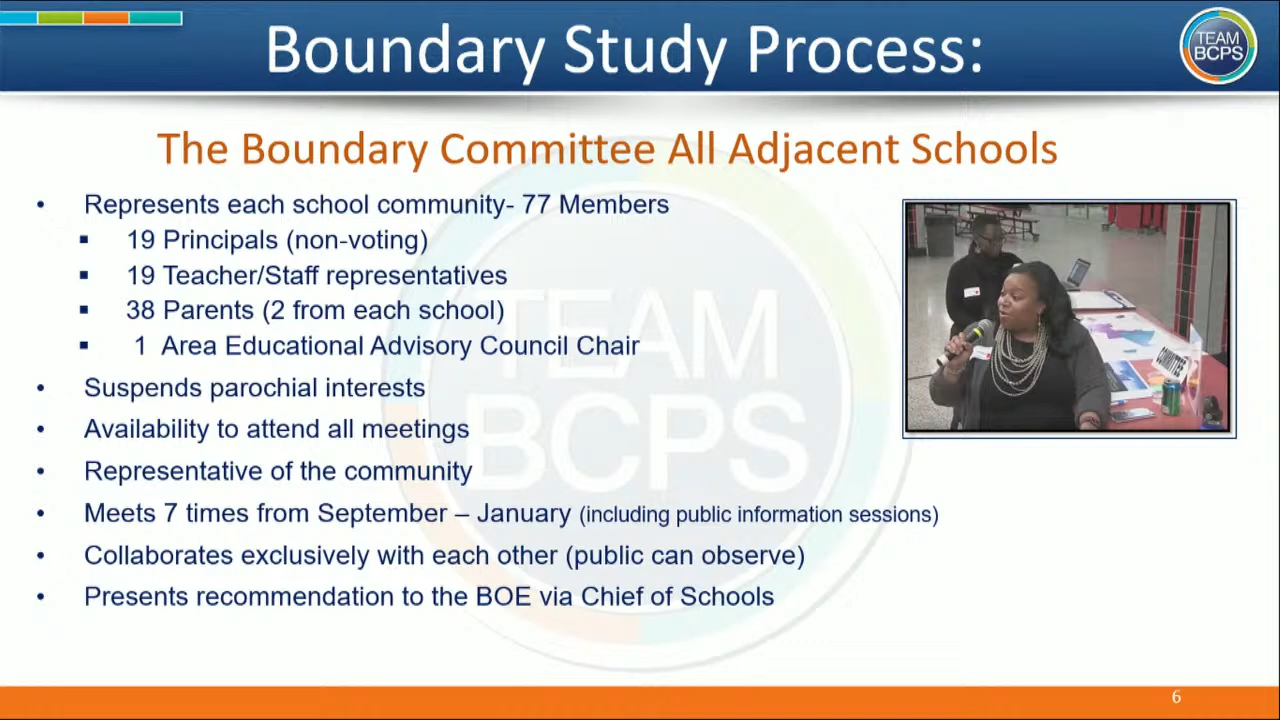 Boundary Study Process:
TEAM
BCPS
The Boundary Committee All Adjacent Schools
• Represents each school community- 77 Members
▪ 19 Principals (non-voting)
▪ 19 Teacher/Staff representatives
▪ 38 Parents (2 from each school)
▪ 1 Area Educational Advisory Council Chair
• Suspends parochial interests
• Availability to attend all meetings
• Representative of the community
• Meets 7 times from September – January (including public information sessions)
• Collaborates exclusively with each other (public can observe)
• Presents recommendation to the BOE via Chief of Schools
TEAM
BCPS
COMMITTEE
6